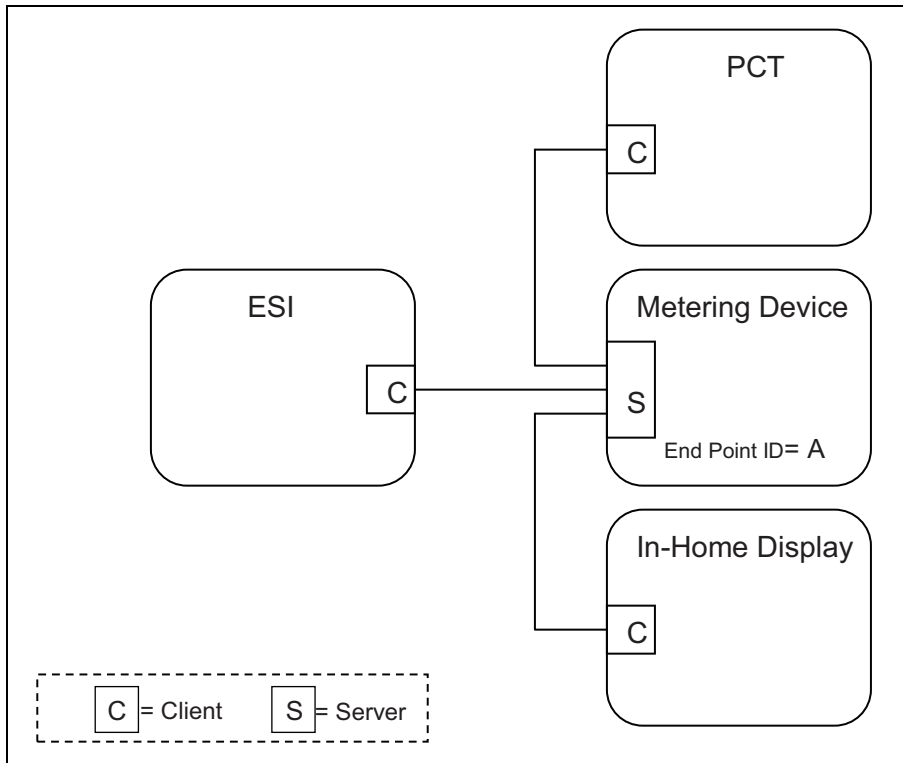 PCT
C
ESI
C
Metering Device
S
End Point ID= A
In-Home Display
C
C = Client
S = Server